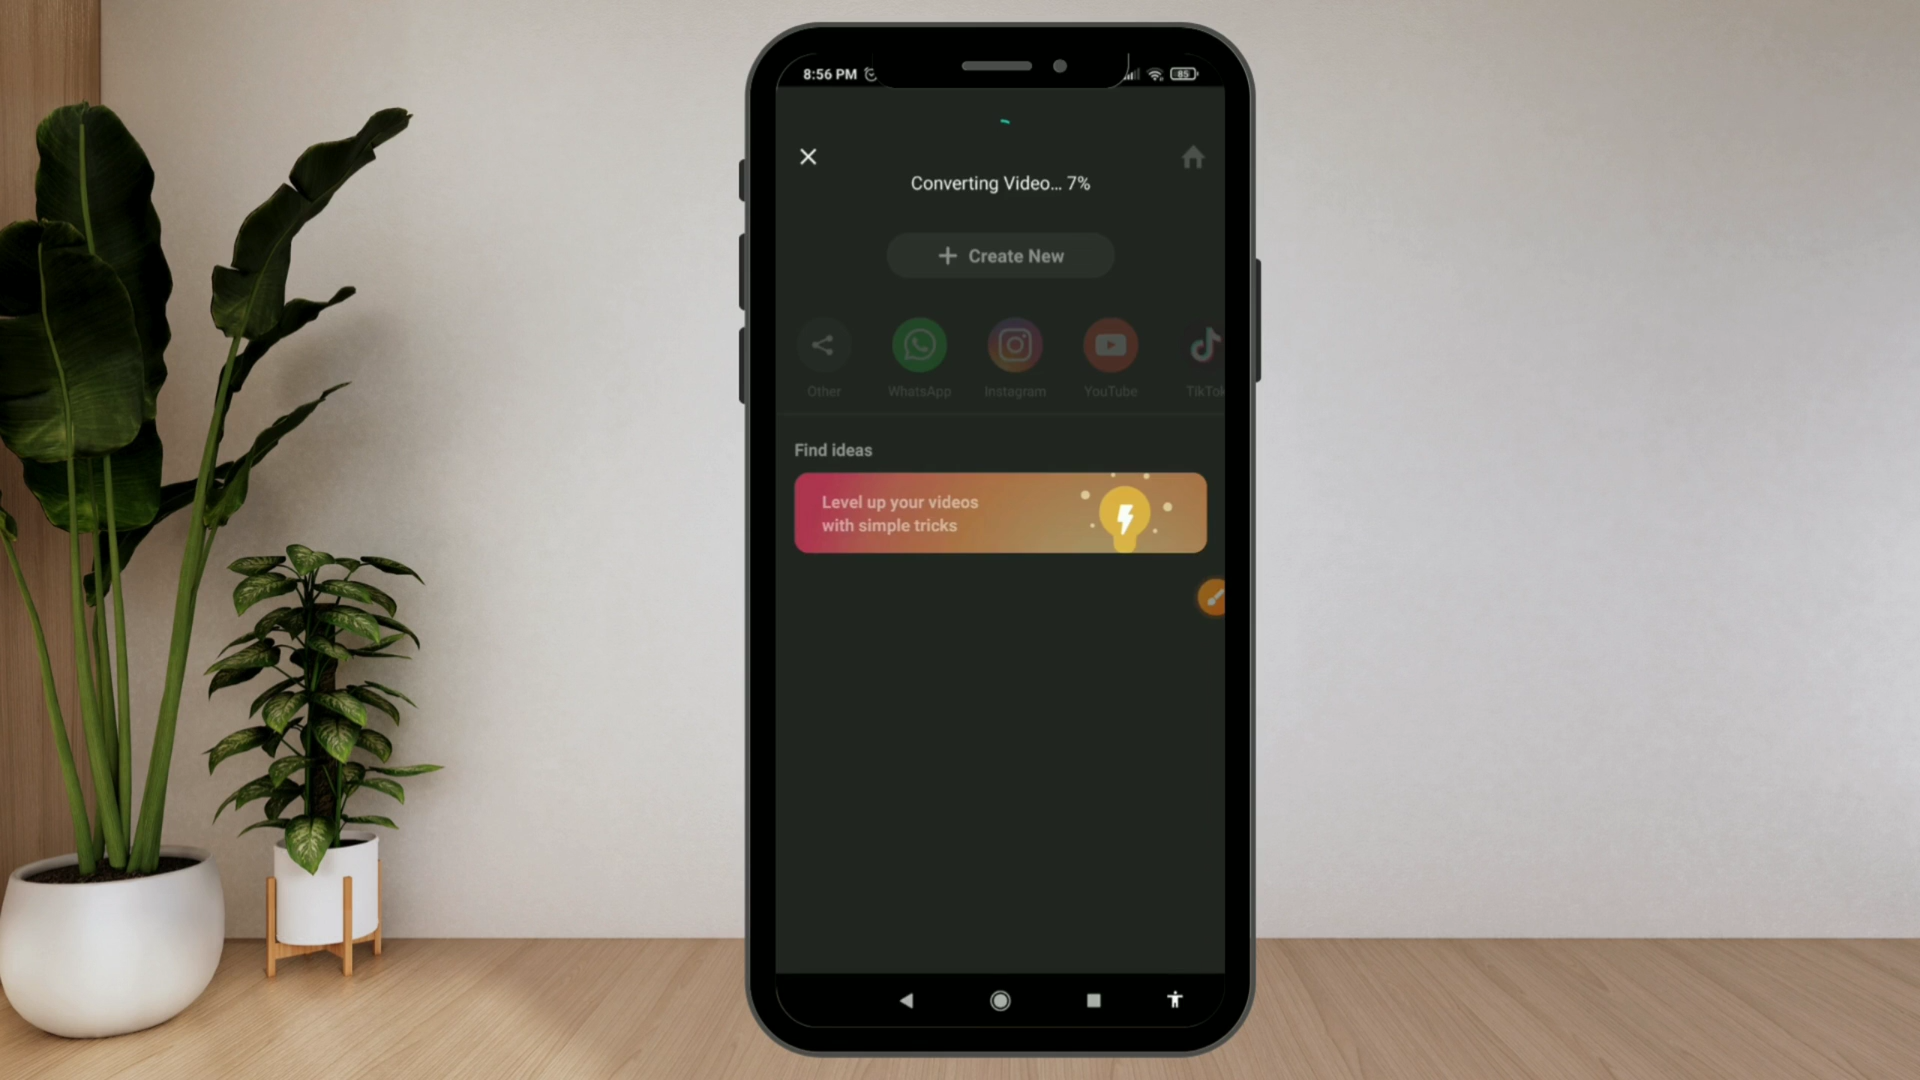 8:56 PM
85
Converting Video... 7%
Create New
Other
WhatsApp
Instagram
YouTube
TikTok
Find ideas
Level up your videos
with simple tricks